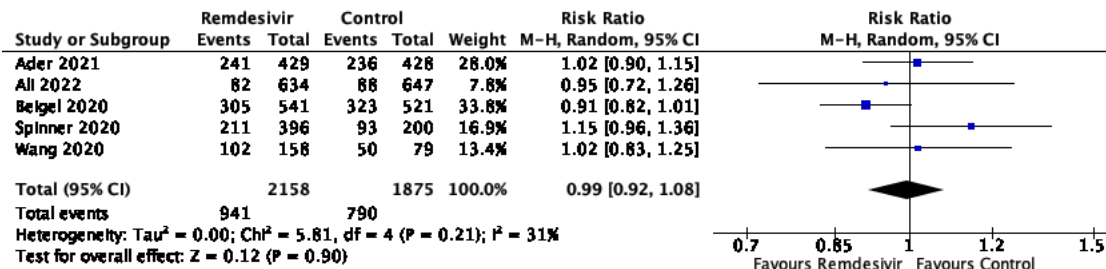 Remdesivir Control Risk Ratio Risk Ratio
Study or Subgroup Events Total Events Total Weight M-H, Random, 95% CI M-H, Random, 95% CI
Ader 2021 241 429 236 428 28.0% 1.02 [0.90, 1.15]
Ali 2022 82 634 88 647 7.8% 0.95 [0.72, 1.26]
Beigel 2020 305 541 323 521 33.8% 0.91 [0.82, 1.01]
Spinner 2020 211 396 93 200 16.9% 1.15 [0.96, 1.36]
Wang 2020 102 158 50 79 13.4% 1.02 [0.83, 1.25]
Total (95% CI) 2158 1875 100.0% 0.99 [0.92, 1.08]
Total events 941 790
Heterogeneity: Tau² = 0.00; Chi² = 5.81, df = 4 (P = 0.21); I² = 31%
Test for overall effect: Z = 0.12 (P = 0.90)
0.7 0.85 1 1.2 1.5
Favours Remdesivir Favours Control